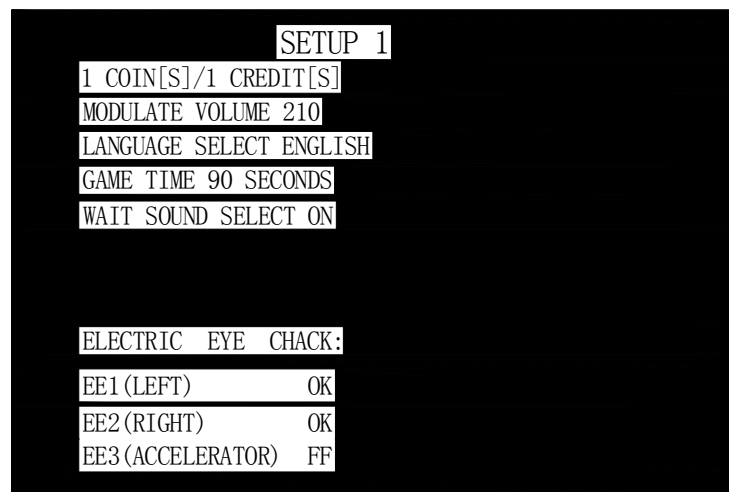 SETUP 1
1 COIN[S]/1 CREDIT[S]
MODULATE VOLUME 210
LANGUAGE SELECT ENGLISH
GAME TIME 90 SECONDS
WAIT SOUND SELECT ON
ELECTRIC EYE CHACK:
EE1(LEFT) OK
EE2(RIGHT) OK
EE3(ACCELERATOR) FF